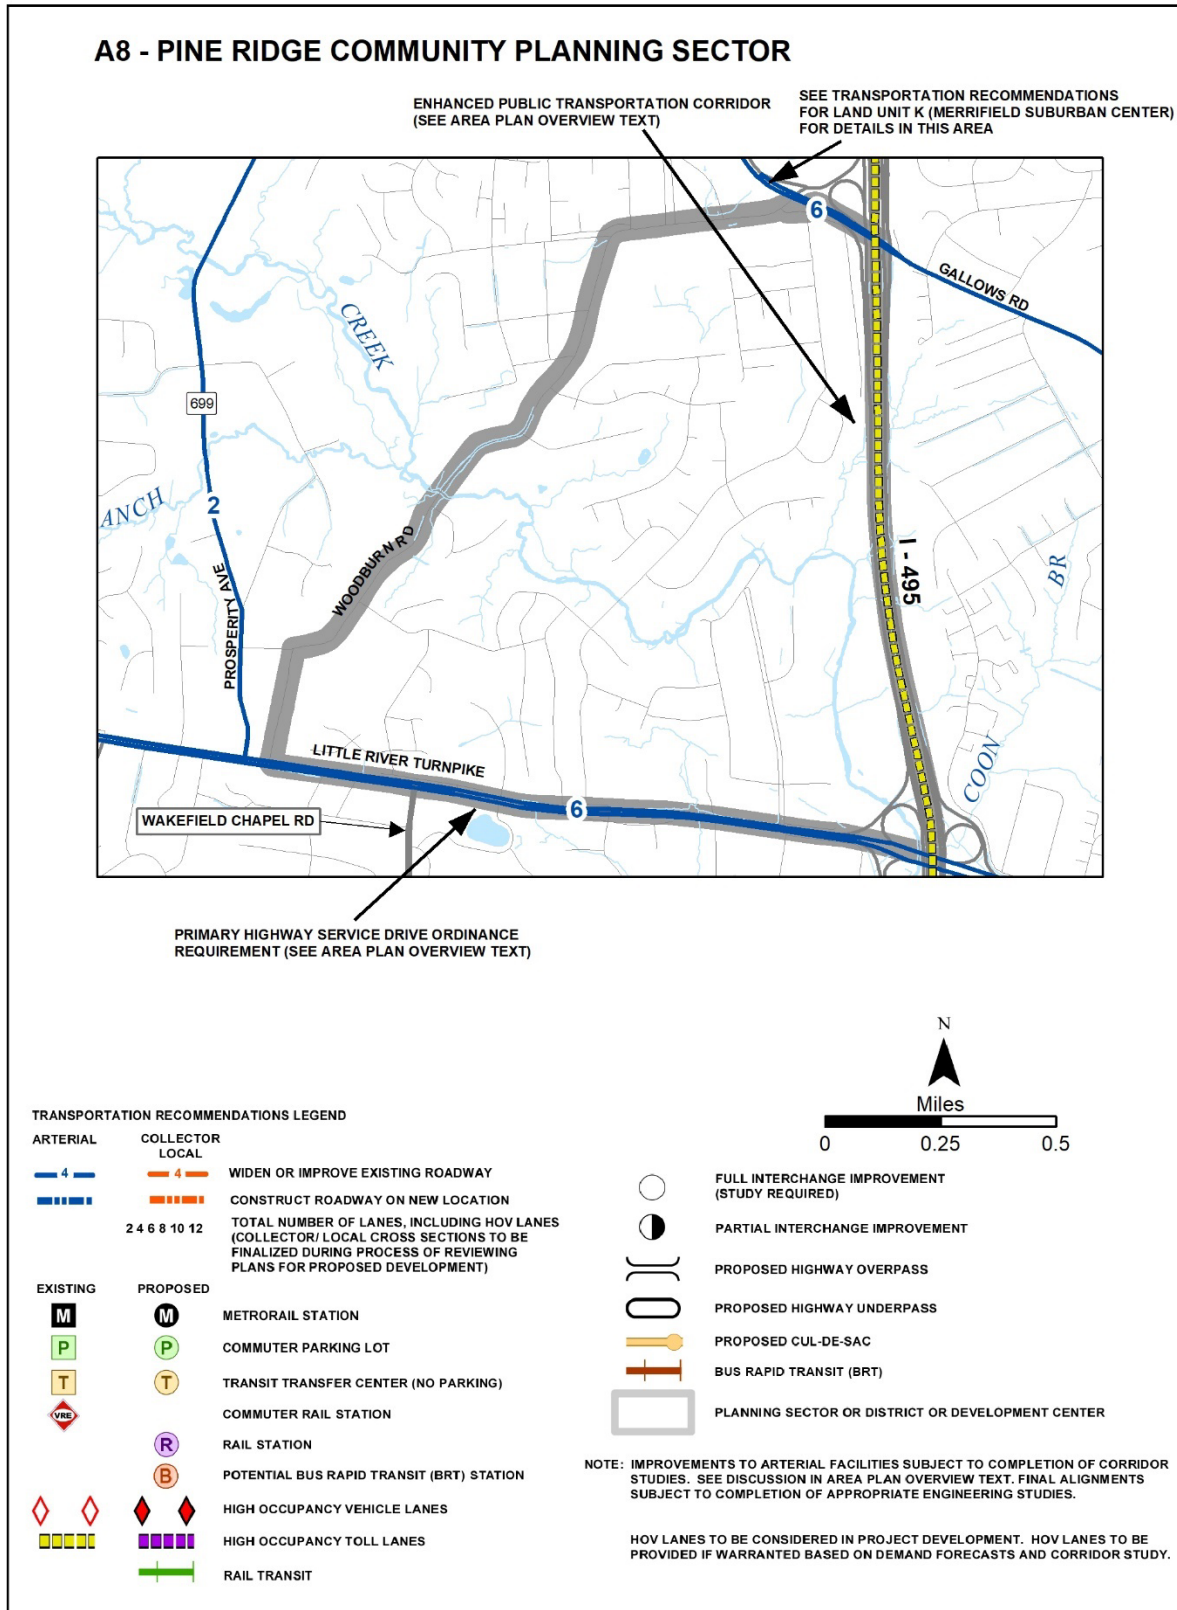 A8 - PINE RIDGE COMMUNITY PLANNING SECTOR
ENHANCED PUBLIC TRANSPORTATION CORRIDOR
(SEE AREA PLAN OVERVIEW TEXT)
SEE TRANSPORTATION RECOMMENDATIONS
FOR LAND UNIT K (MERRIFIELD SUBURBAN CENTER)
FOR DETAILS IN THIS AREA
6
GALLOWS RD
CREEK
699
ANCH
2
WOODBURN RD
I - 495
BR
PROSPERITY AVE
COON
LITTLE RIVER TURNPIKE
6
WAKEFIELD CHAPEL RD
PRIMARY HIGHWAY SERVICE DRIVE ORDINANCE
REQUIREMENT (SEE AREA PLAN OVERVIEW TEXT)
N
Miles
0 0.25 0.5
TRANSPORTATION RECOMMENDATIONS LEGEND
ARTERIAL COLLECTOR
LOCAL
4 4 WIDEN OR IMPROVE EXISTING ROADWAY
CONSTRUCT ROADWAY ON NEW LOCATION
2 4 6 8 10 12 TOTAL NUMBER OF LANES, INCLUDING HOV LANES
(COLLECTOR/ LOCAL CROSS SECTIONS TO BE
FINALIZED DURING PROCESS OF REVIEWING
PLANS FOR PROPOSED DEVELOPMENT)
EXISTING PROPOSED
M M METRORAIL STATION
P P COMMUTER PARKING LOT
T T TRANSIT TRANSFER CENTER (NO PARKING)
VRE COMMUTER RAIL STATION
R RAIL STATION
B POTENTIAL BUS RAPID TRANSIT (BRT) STATION
HIGH OCCUPANCY VEHICLE LANES
HIGH OCCUPANCY TOLL LANES
RAIL TRANSIT
FULL INTERCHANGE IMPROVEMENT
(STUDY REQUIRED)
PARTIAL INTERCHANGE IMPROVEMENT
PROPOSED HIGHWAY OVERPASS
PROPOSED HIGHWAY UNDERPASS
PROPOSED CUL-DE-SAC
BUS RAPID TRANSIT (BRT)
PLANNING SECTOR OR DISTRICT OR DEVELOPMENT CENTER
NOTE: IMPROVEMENTS TO ARTERIAL FACILITIES SUBJECT TO COMPLETION OF CORRIDOR
STUDIES. SEE DISCUSSION IN AREA PLAN OVERVIEW TEXT. FINAL ALIGNMENTS
SUBJECT TO COMPLETION OF APPROPRIATE ENGINEERING STUDIES.
HOV LANES TO BE CONSIDERED IN PROJECT DEVELOPMENT. HOV LANES TO BE
PROVIDED IF WARRANTED BASED ON DEMAND FORECASTS AND CORRIDOR STUDY.